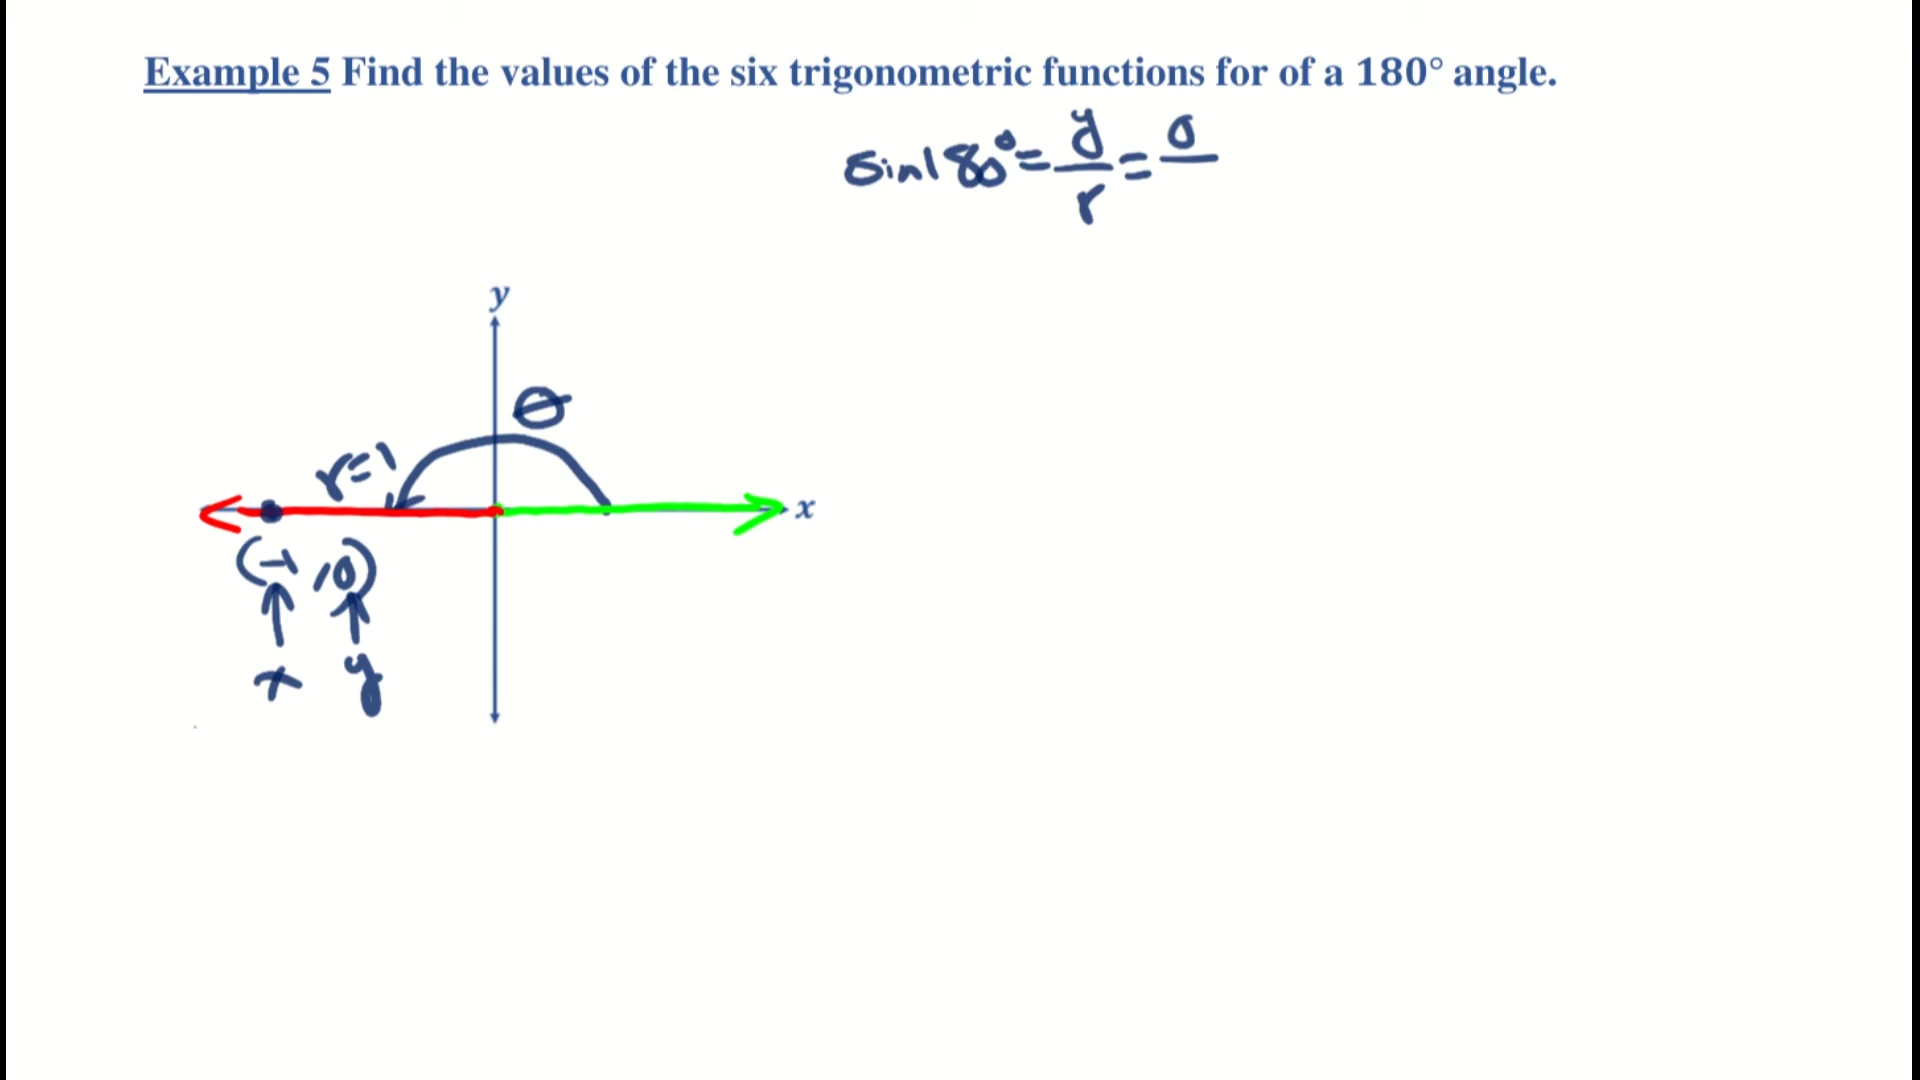 Example 5 Find the values of the six trigonometric functions for of a 180° angle.
sin180° = y/r = 0/
y
θ
r=1
x
(-1,0)
x y